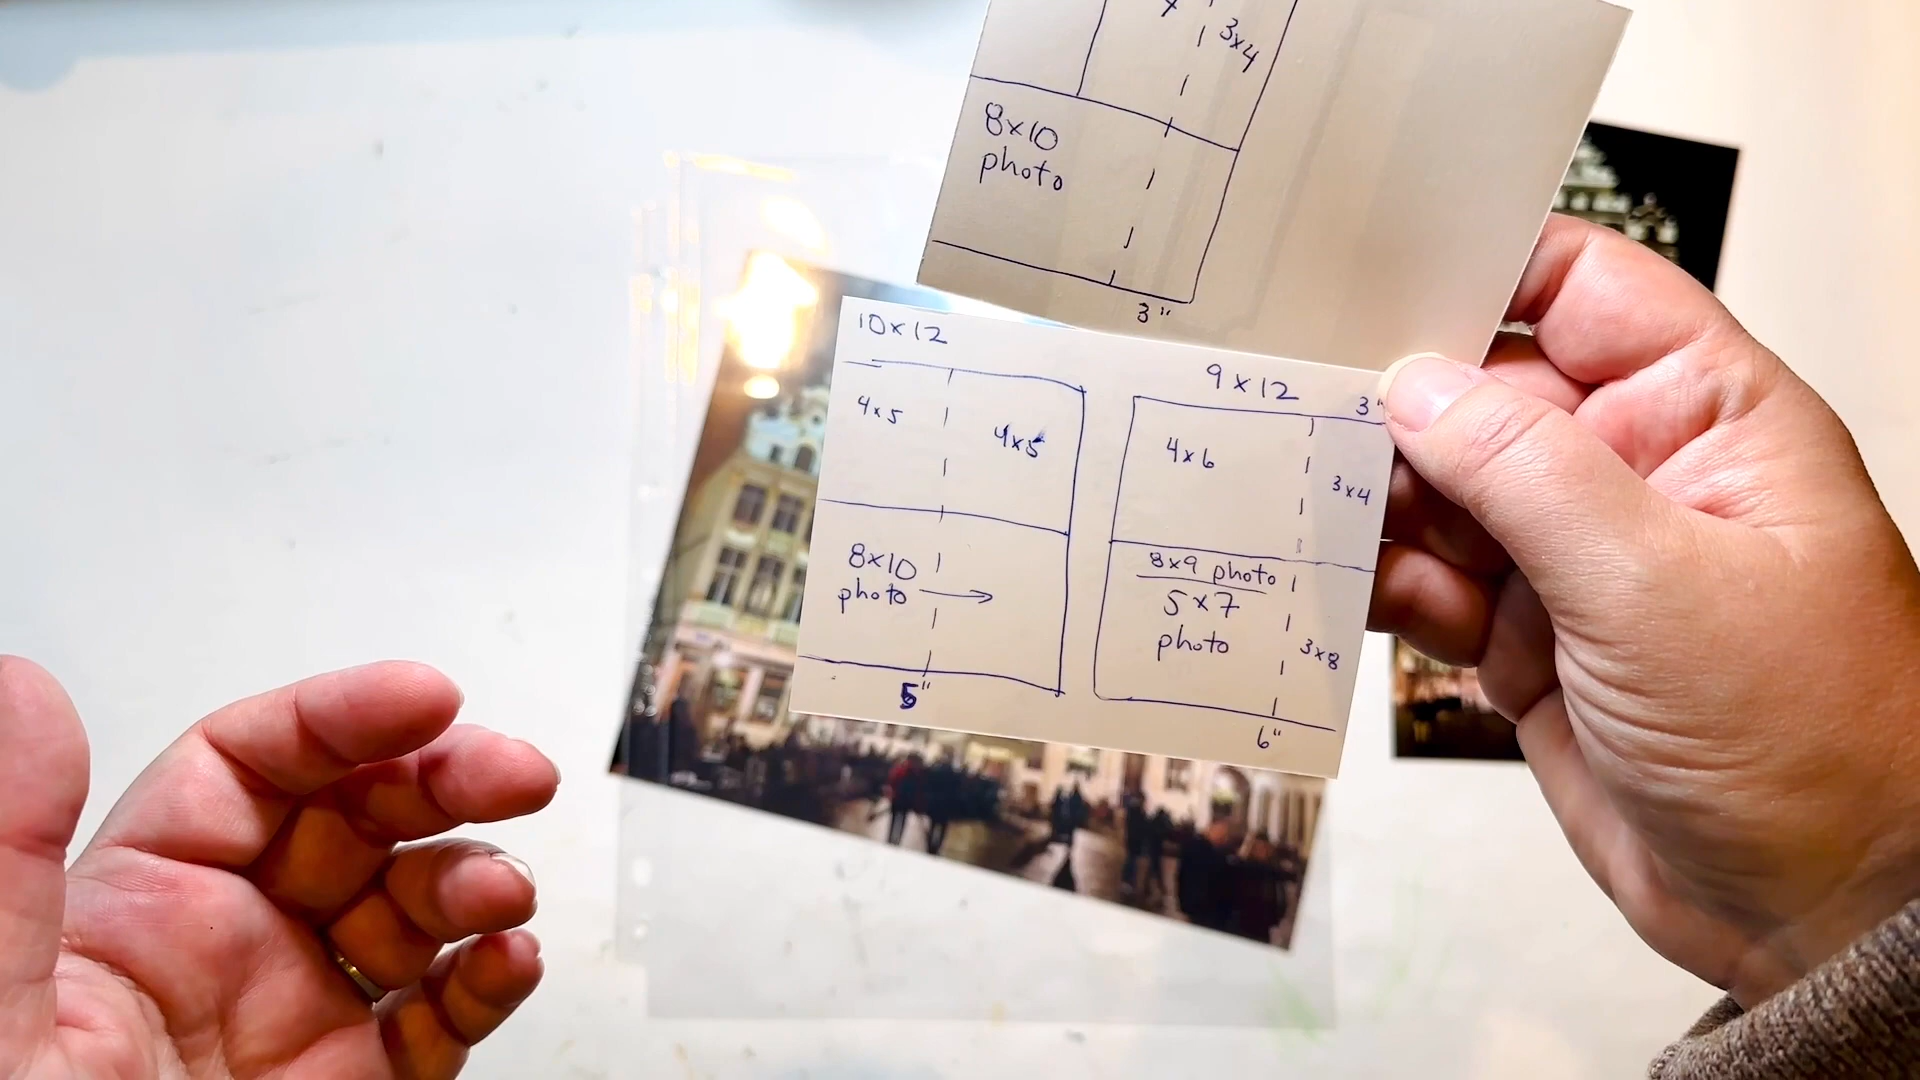 3x4
8x10
photo
3"
10x12
4x5
4x5
8x10
photo
5"
9x12
3"
4x6
3x4
8x9 photo
5x7
photo
3x8
6"